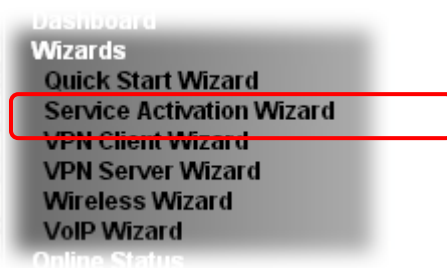 Dashboard
Wizards
Quick Start Wizard
Service Activation Wizard
VPN Client Wizard
VPN Server Wizard
Wireless Wizard
VoIP Wizard
Online Status